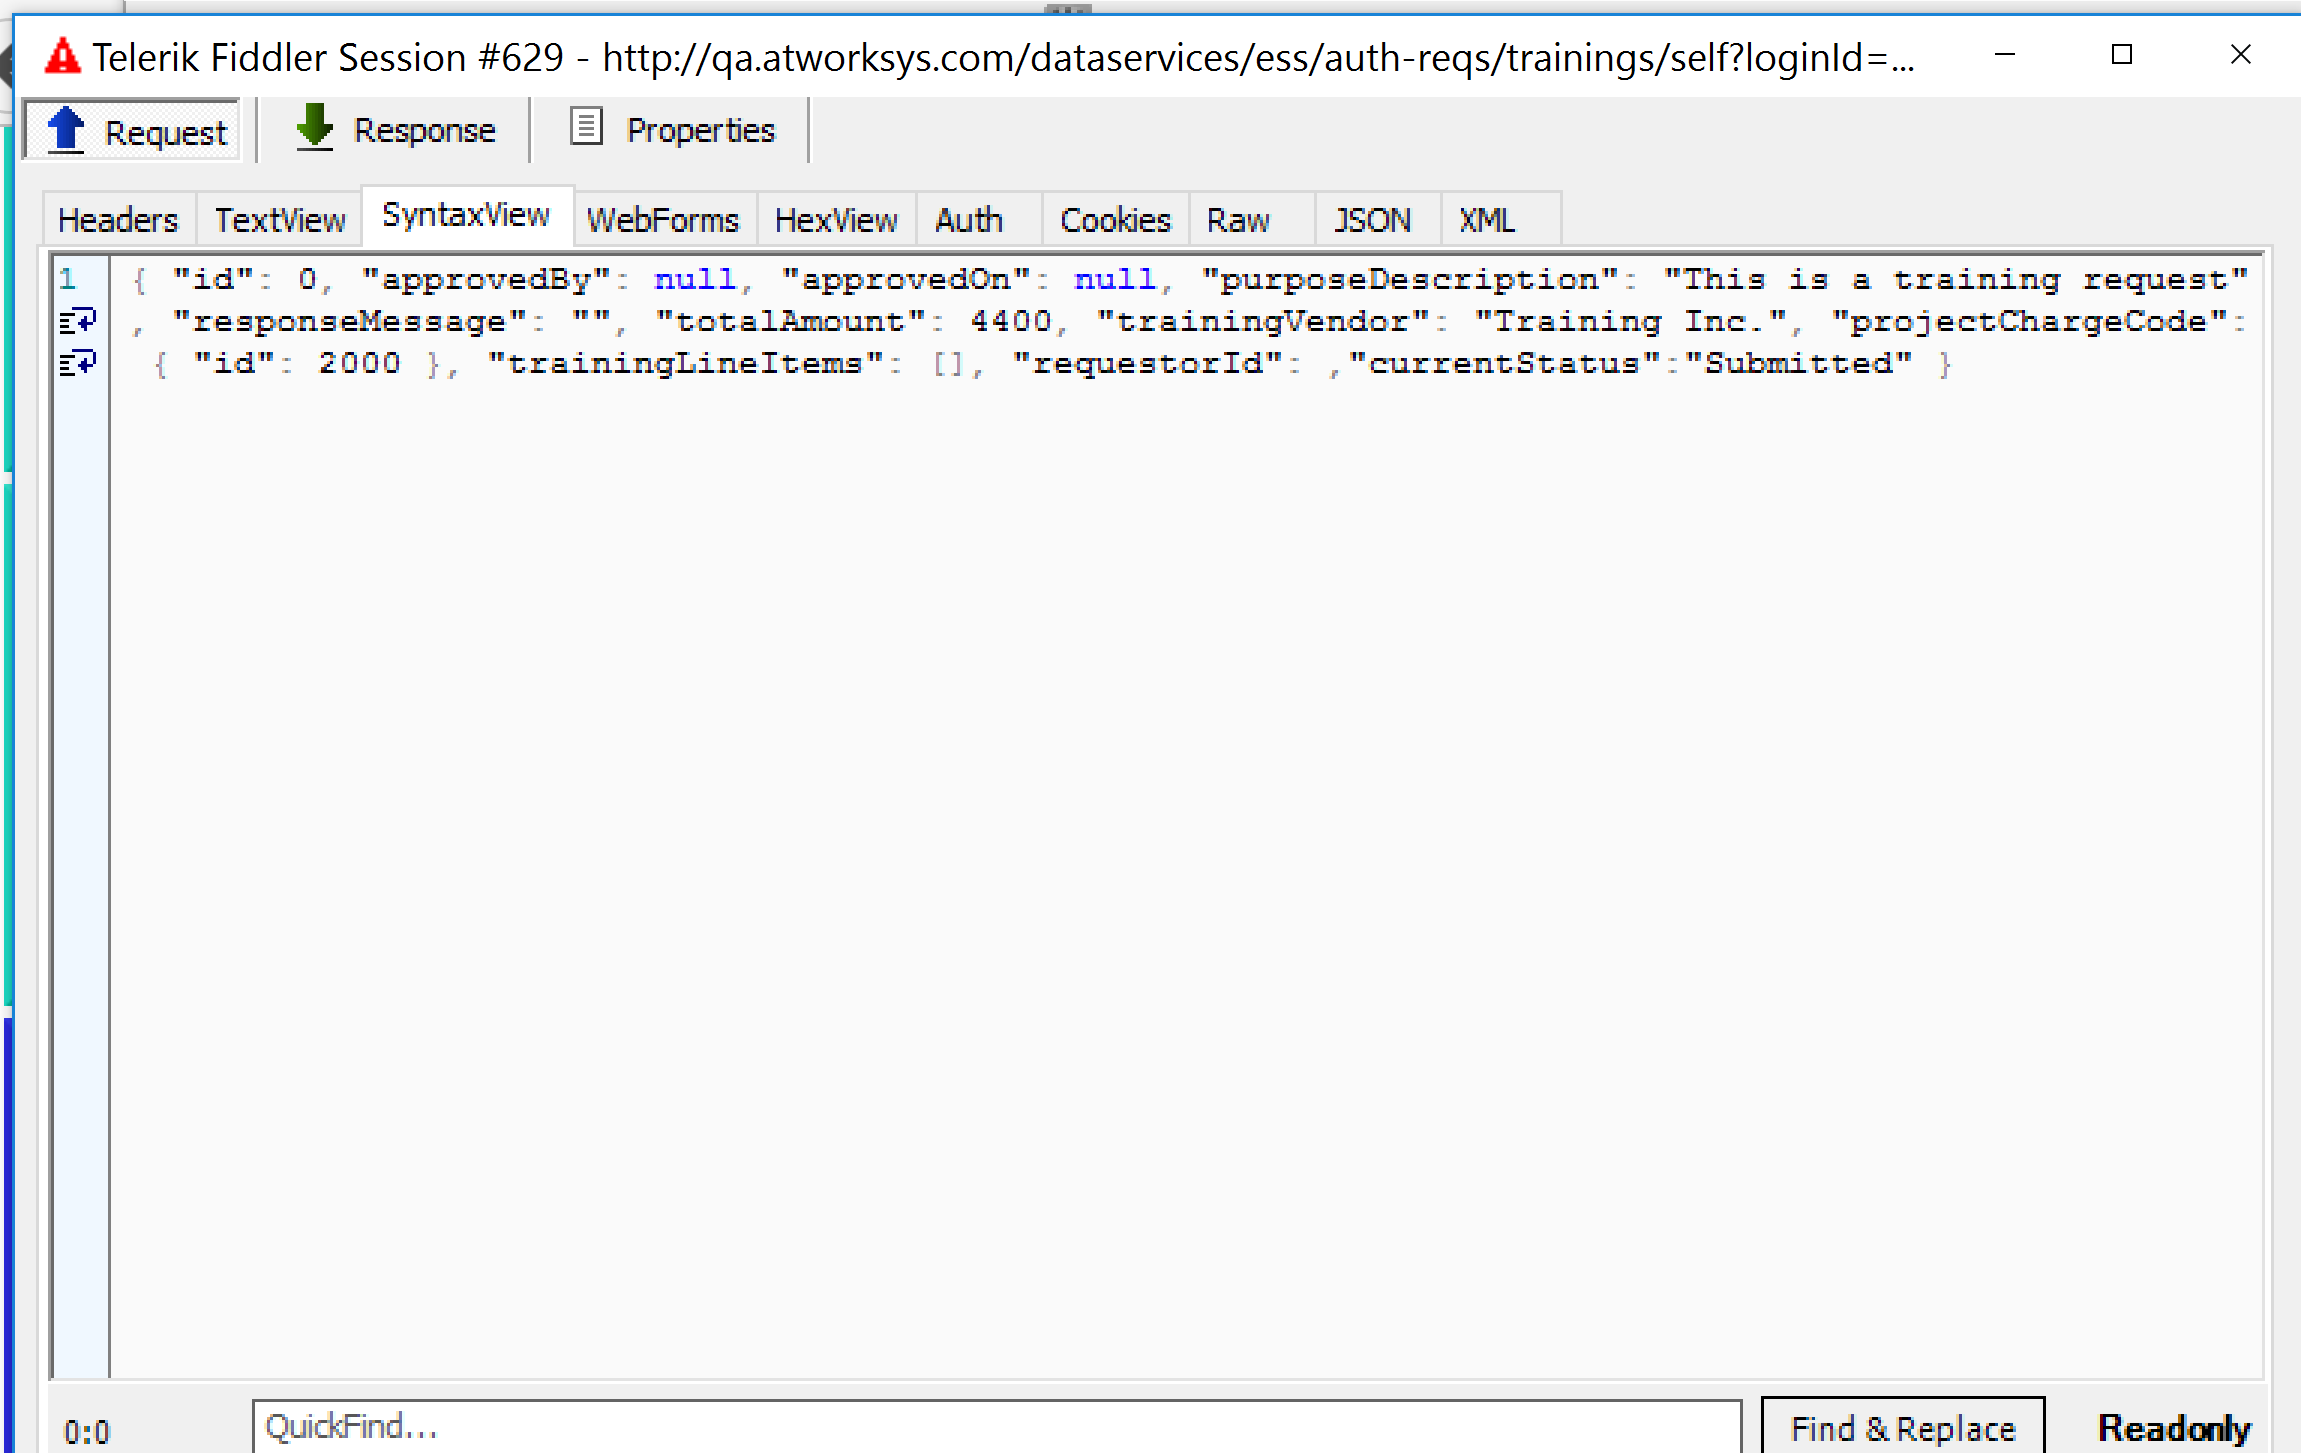 Telerik Fiddler Session #629 - http://qa.atworksys.com/dataservices/ess/auth-reqs/trainings/self?loginId=...
Request Response Properties
Headers TextView SyntaxView WebForms HexView Auth Cookies Raw JSON XML
1 { "id": 0, "approvedBy": null, "approvedOn": null, "purposeDescription": "This is a training request"
, "responseMessage": "", "totalAmount": 4400, "trainingVendor": "Training Inc.", "projectChargeCode":
{ "id": 2000 }, "trainingLineItems": [], "requestorId": ,"currentStatus":"Submitted" }
0:0 QuickFind... Find & Replace Readonly